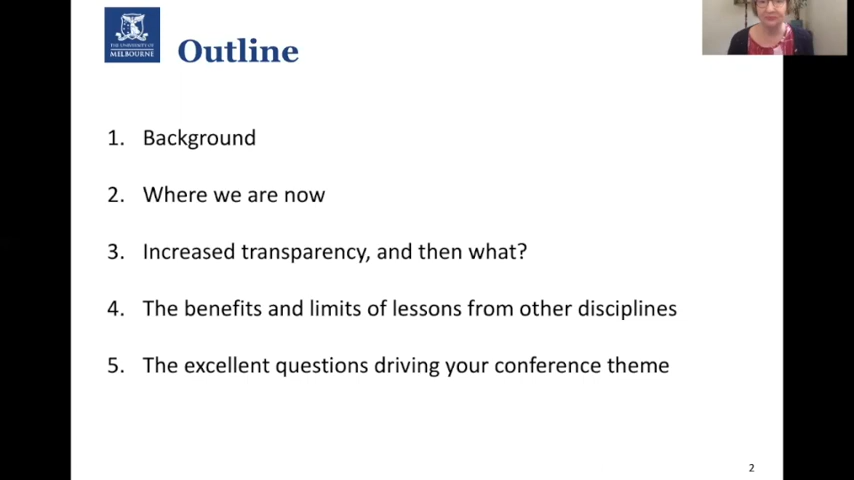 THE UNIVERSITY OF
MELBOURNE
Outline
1. Background
2. Where we are now
3. Increased transparency, and then what?
4. The benefits and limits of lessons from other disciplines
5. The excellent questions driving your conference theme
2